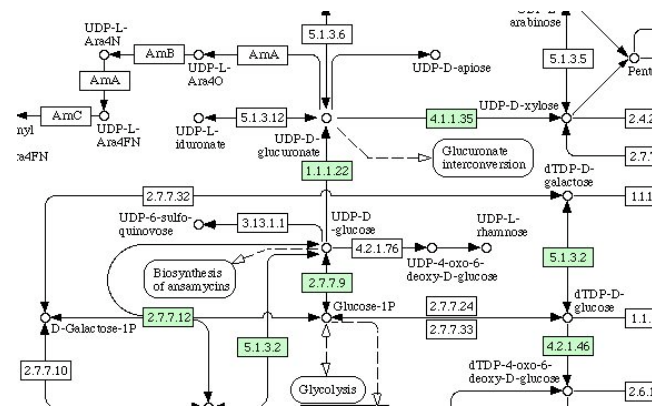 UDP-L-
Ara4N
AmB
AmA
UDP-L-
Ara4O
AmA
AmC
UDP-L-
Ara4FN
nyl
:a4FN
5.1.3.6
UDP-D-apiose
arabinose
5.1.3.5
Pent
5.1.3.12
UDP-L-
iduronate
UDP-D-
glucuronate
4.1.1.35
UDP-D-xylose
2.4.2
2.7.7
Glucuronate
interconversion
1.1.1.22
dTDP-D-
galactose
2.7.7.32
1.1.1
UDP-6-sulfo-
quinovose
3.13.1.1
UDP-D
-glucose
4.2.1.76
UDP-L-
rhamnose
UDP-4-oxo-6-
deoxy-D-glucose
5.1.3.2
Biosynthesis
of ansamycins
2.7.7.9
D-Galactose-1P
2.7.7.12
Glucose-1P
2.7.7.24
2.7.7.33
dTDP-D-
glucose
1.1.
5.1.3.2
4.2.1.46
2.7.7.10
Glycolysis
dTDP-4-oxo-6-
deoxy-D-glucose
2.6.1